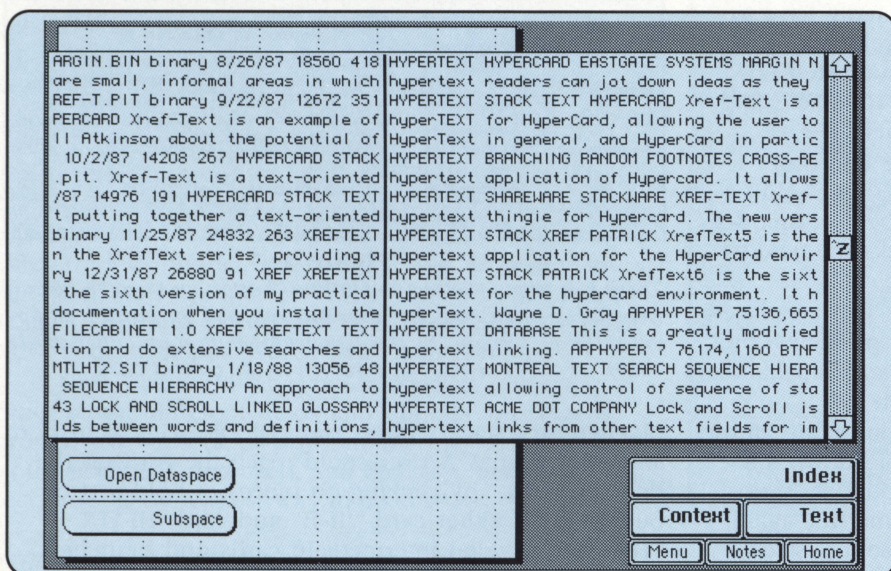 ARGIN.BIN binary 8/26/87 18560 418 HYPERTEXT HYPERCARD EASTGATE SYSTEMS MARGIN N
are small, informal areas in which hypertext readers can jot down ideas as they
REF-T.PIT binary 9/22/87 12672 351 HYPERTEXT STACK TEXT HYPERCARD Xref-Text is a
PERCARD Xref-Text is an example of hyperText for HyperCard, allowing the user to
ll Atkinson about the potential of HyperText in general, and HyperCard in partic
10/2/87 14208 267 HYPERCARD STACK HYPERTEXT BRANCHING RANDOM FOOTNOTES CROSS-RE
.pit. Xref-Text is a text-oriented hypertext application of Hypercard. It allows
/87 14976 191 HYPERCARD STACK TEXT HYPERTEXT SHAREWARE STACKWARE XREF-TEXT Xref-
t putting together a text-oriented hypertext thingie for Hypercard. The new vers
binary 11/25/87 24832 263 XREFTEXT HYPERTEXT STACK XREF PATRICK XrefText5 is the
n the XrefText series, providing a hypertext application for the HyperCard envir
ry 12/31/87 26880 91 XREF XREFTEXT HYPERTEXT STACK PATRICK XrefText6 is the sixt
the sixth version of my practical hypertext for the hypercard environment. It h
documentation when you install the hyperText. Wayne D. Gray APPHYPER 7 75136,665
FILECABINET 1.0 XREF XREFTEXT TEXT HYPERTEXT DATABASE This is a greatly modified
tion and do extensive searches and hypertext linking. APPHYPER 7 76174,1160 BTNF
MTLHT2.SIT binary 1/18/88 13056 48 HYPERTEXT MONTREAL TEXT SEARCH SEQUENCE HIERA
SEQUENCE HIERARCHY An approach to hypertext allowing control of sequence of sta
43 LOCK AND SCROLL LINKED GLOSSARY HYPERTEXT ACME DOT COMPANY Lock and Scroll is
lds between words and definitions, hypertext links from other text fields for im
Z
Open Dataspace
Subspace
Index
Context Text
Menu Notes Home